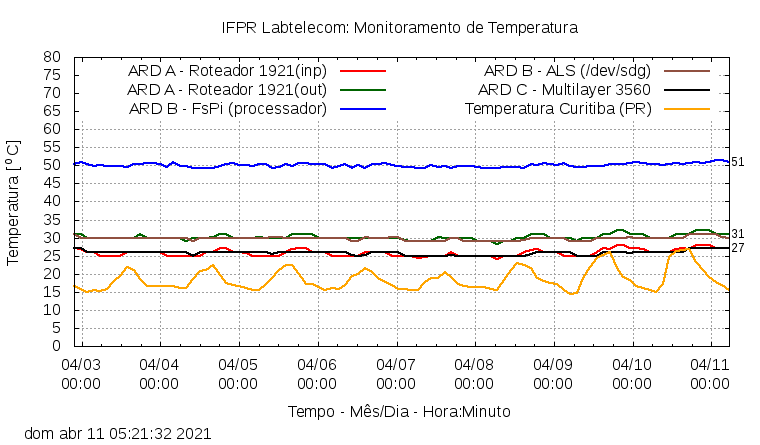 IFPR Labtelecom: Monitoramento de Temperatura
80
75
70
65
60
55
50
45
40
35
30
25
20
15
10
5
0
Temperatura [ °C]
ARD A - Roteador 1921(inp)
ARD A - Roteador 1921(out)
ARD B - FsPi (processador)
ARD B - ALS (/dev/sdg)
ARD C - Multilayer 3560
Temperatura Curitiba (PR)
51
31
27
04/03 04/04 04/05 04/06 04/07 04/08 04/09 04/10 04/11
00:00 00:00 00:00 00:00 00:00 00:00 00:00 00:00 00:00
Tempo - Mês/Dia - Hora:Minuto
dom abr 11 05:21:32 2021